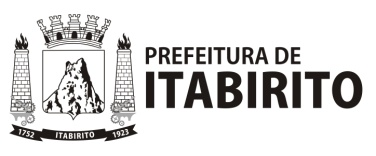 PREFEITURA DE
ITABIRITO
1752 ITABIRITO 1923